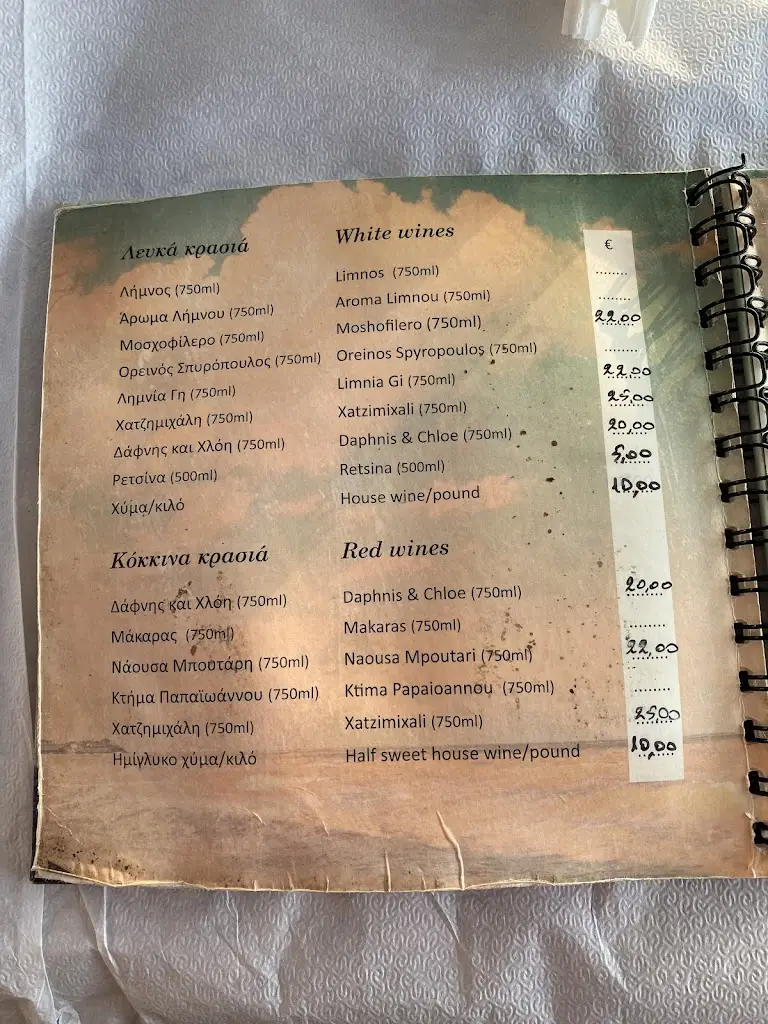 Λευκά κρασιά White wines €
Λήμνος (750ml) Limnos (750ml) ........
Άρωμα Λήμνου (750ml) Aroma Limnou (750ml) ........
Μοσχοφίλερο (750ml) Moshofilero (750ml) 22,00
Ορεινός Σπυρόπουλος (750ml) Oreinos Spyropoulos (750ml) ........
Λημνία Γη (750ml) Limnia Gi (750ml) 22,00
Χατζημιχάλη (750ml) Xatzimixali (750ml) 25,00
Δάφνης και Χλόη (750ml) Daphnis & Chloe (750ml) 20,00
Ρετσίνα (500ml) Retsina (500ml) 5,00
Χύμα/κιλό House wine/pound 10,00
Κόκκινα κρασιά Red wines
Δάφνης και Χλόη (750ml) Daphnis & Chloe (750ml) 20,00
Μάκαρας (750ml) Makaras (750ml) ........
Νάουσα Μπουτάρη (750ml) Naousa Mpoutari (750ml) 22,00
Κτήμα Παπαϊωάννου (750ml) Ktima Papaioannou (750ml) ........
Χατζημιχάλη (750ml) Xatzimixali (750ml) 25,00
Ημίγλυκο χύμα/κιλό Half sweet house wine/pound 10,00